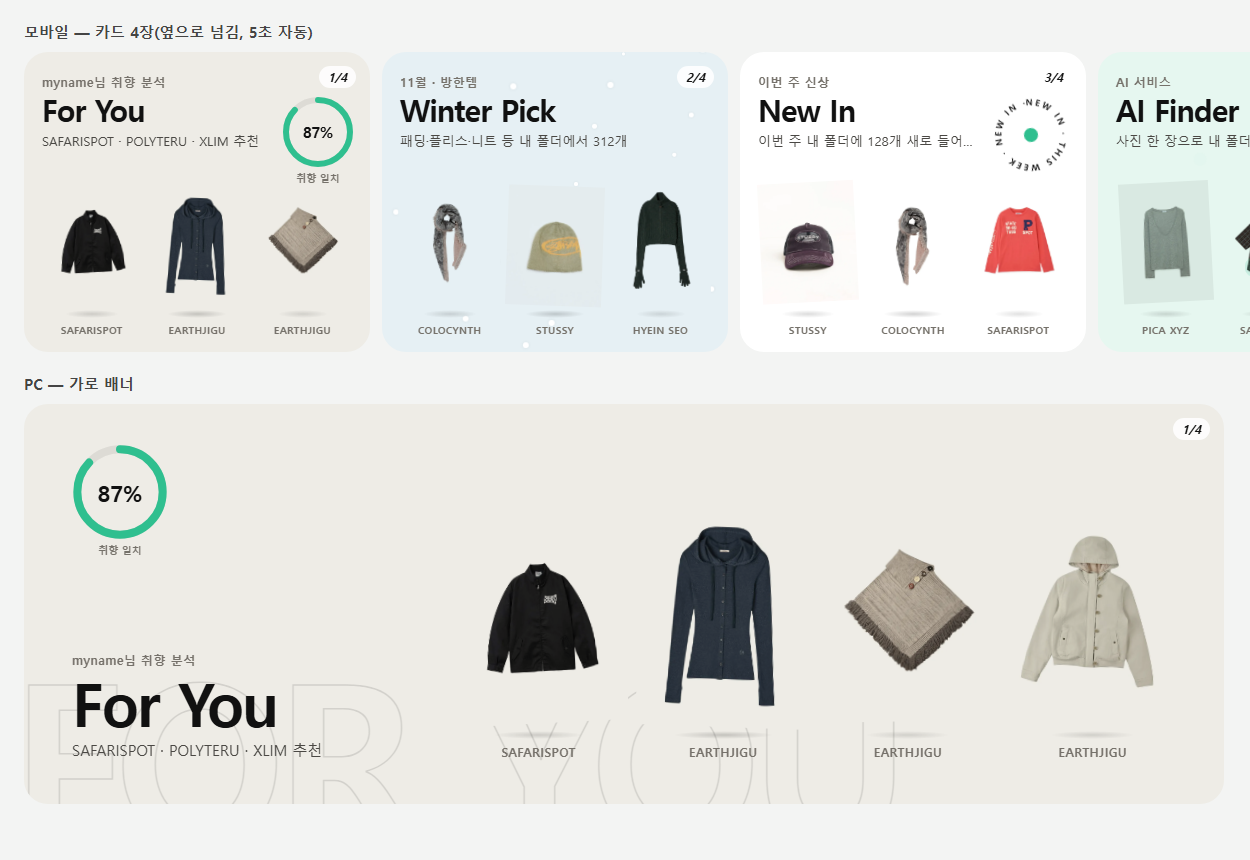 모바일 — 카드 4장(옆으로 넘김, 5초 자동)
myname님 취향 분석
1/4
For You
SAFARISPOT · POLYTERU · XLIM 추천
87%
취향 일치
SAFARISPOT
EARTHJIGU
EARTHJIGU
11월 · 방한템
2/4
Winter Pick
패딩·플리스·니트 등 내 폴더에서 312개
COLOCYNTH
STUSSY
HYEIN SEO
이번 주 신상
3/4
New In
이번 주 내 폴더에 128개 새로 들어...
NEW IN · THIS WEEK · NEW IN ·
P
SPOT
STUSSY
COLOCYNTH
SAFARISPOT
AI 서비스
AI Finder
사진 한 장으로 내 폴더
PICA XYZ
SA
PC — 가로 배너
1/4
87%
취향 일치
myname님 취향 분석
For You
SAFARISPOT · POLYTERU · XLIM 추천
FOR YOU
SAFARISPOT
EARTHJIGU
EARTHJIGU
EARTHJIGU